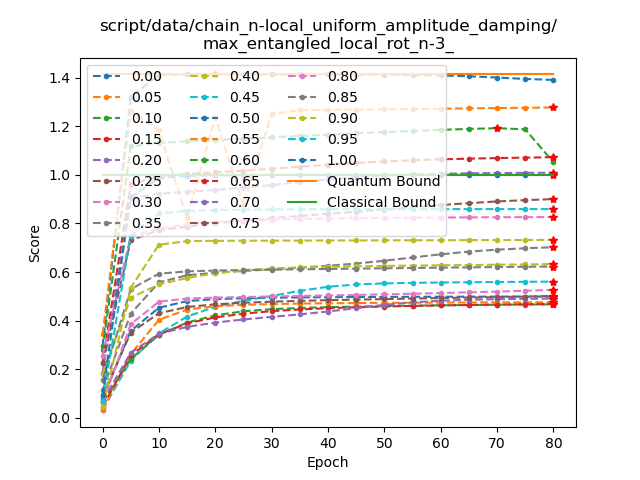 script/data/chain_n-local_uniform_amplitude_damping/
max_entangled_local_rot_n-3_
Score
1.4
1.2
1.0
0.8
0.6
0.4
0.2
0.0
0.00 0.40 0.80
0.05 0.45 0.85
0.10 0.50 0.90
0.15 0.55 0.95
0.20 0.60 1.00
0.25 0.65 Quantum Bound
0.30 0.70 Classical Bound
0.35 0.75
0 10 20 30 40 50 60 70 80
Epoch